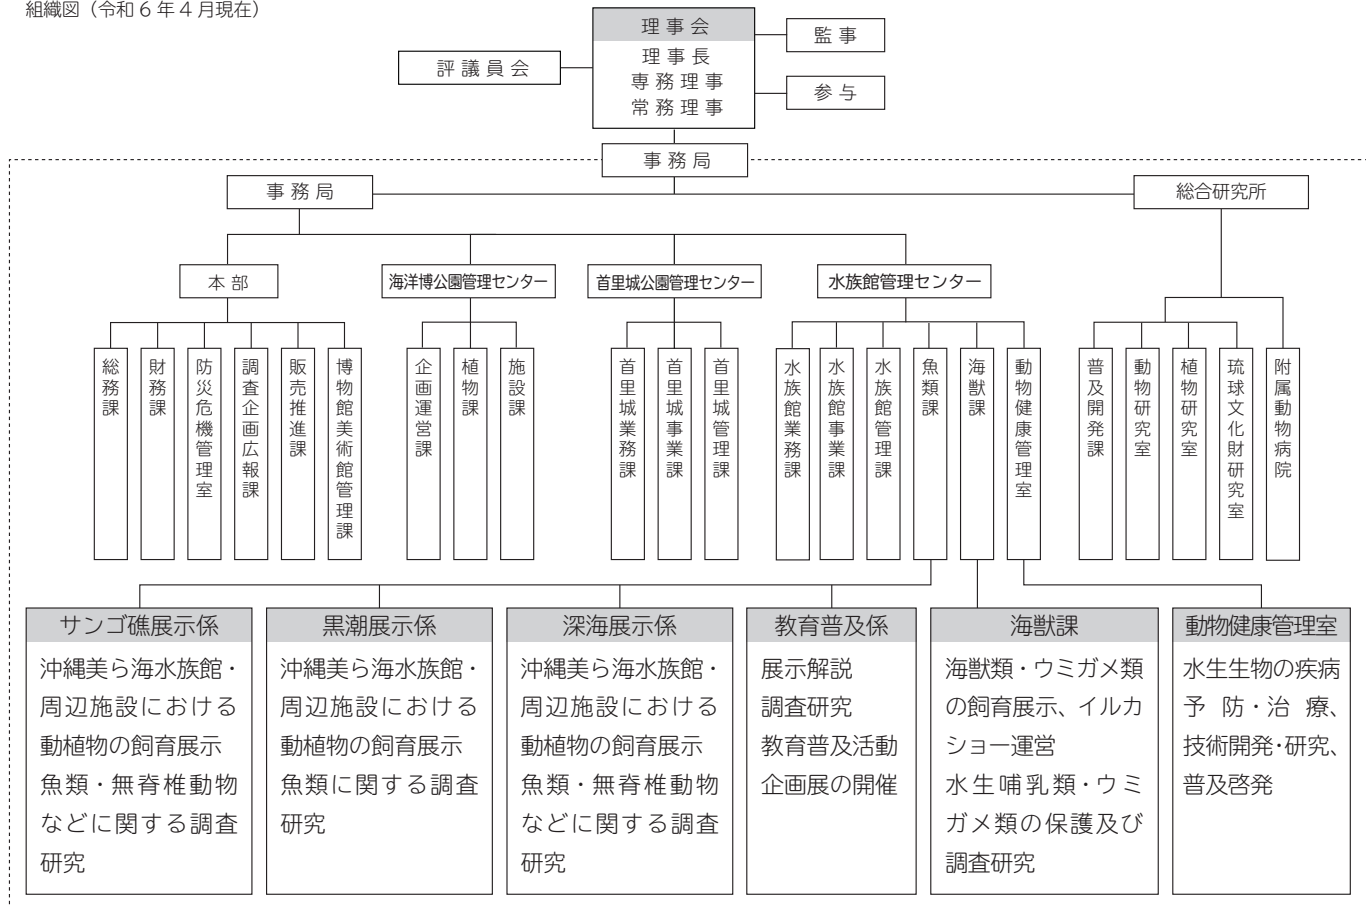 組織図（令和６年４月現在）
理事会
理事長
専務理事
常務理事
監事
評議員会
参与
事務局
事務局
総合研究所
本部
海洋博公園管理センター
首里城公園管理センター
水族館管理センター
総務課
財務課
防災危機管理室
調査企画広報課
販売推進課
博物館美術館管理課
企画運営課
植物課
施設課
首里城業務課
首里城事業課
首里城管理課
水族館業務課
水族館事業課
水族館管理課
魚類課
海獣課
動物健康管理室
普及開発課
動物研究室
植物研究室
琉球文化財研究室
附属動物病院
サンゴ礁展示係
沖縄美ら海水族館・
周辺施設における
動植物の飼育展示
魚類・無脊椎動物
などに関する調査
研究
黒潮展示係
沖縄美ら海水族館・
周辺施設における
動植物の飼育展示
魚類に関する調査
研究
深海展示係
沖縄美ら海水族館・
周辺施設における
動植物の飼育展示
魚類・無脊椎動物
などに関する調査
研究
教育普及係
展示解説
調査研究
教育普及活動
企画展の開催
海獣課
海獣類・ウミガメ類
の飼育展示、イルカ
ショー運営
水生哺乳類・ウミ
ガメ類の保護及び
調査研究
動物健康管理室
水生生物の疾病
予防・治療、
技術開発・研究、
普及啓発